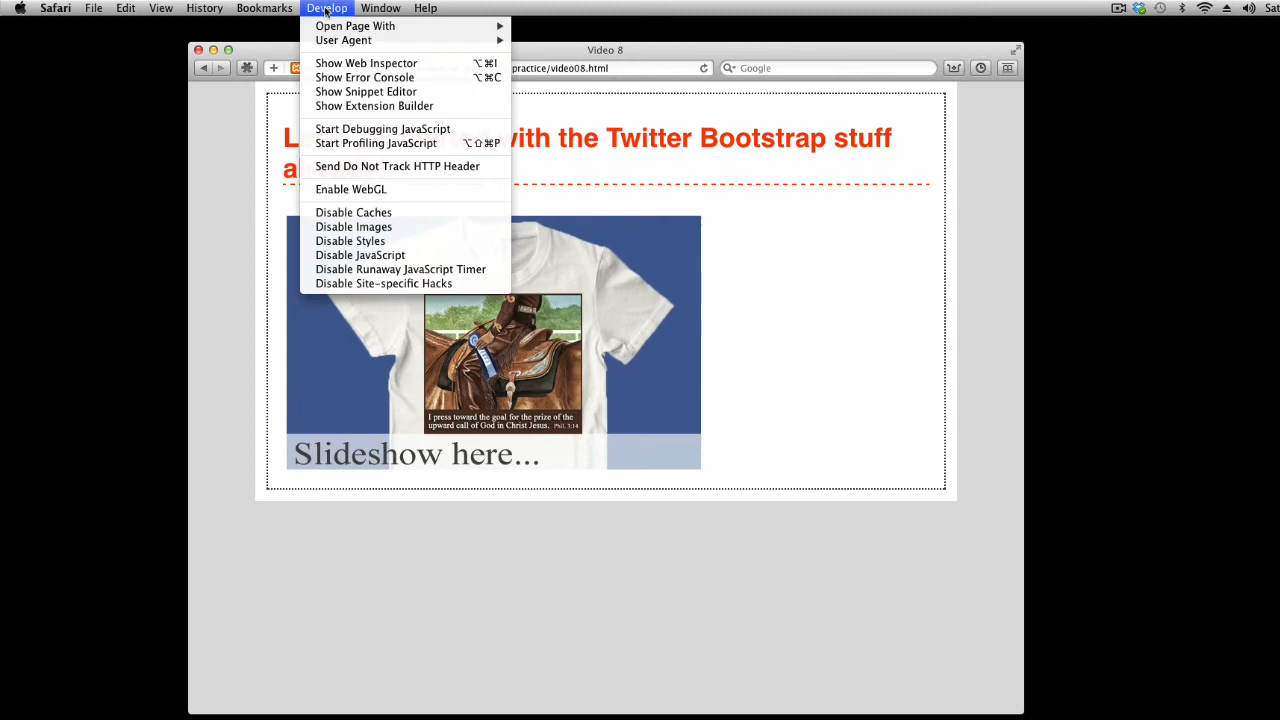 Safari File Edit View History Bookmarks Develop Window Help Sat
Open Page With
User Agent
Show Web Inspector ⌥⌘I
Show Error Console ⌥⌘C
Show Snippet Editor
Show Extension Builder
Start Debugging JavaScript
Start Profiling JavaScript ⌥⇧⌘P
Send Do Not Track HTTP Header
Enable WebGL
Disable Caches
Disable Images
Disable Styles
Disable JavaScript
Disable Runaway JavaScript Timer
Disable Site-specific Hacks
Video 8
practice/video08.html
Google
with the Twitter Bootstrap stuff
I press toward the goal for the prize of the
upward call of God in Christ Jesus. Phil. 3:14
Slideshow here...